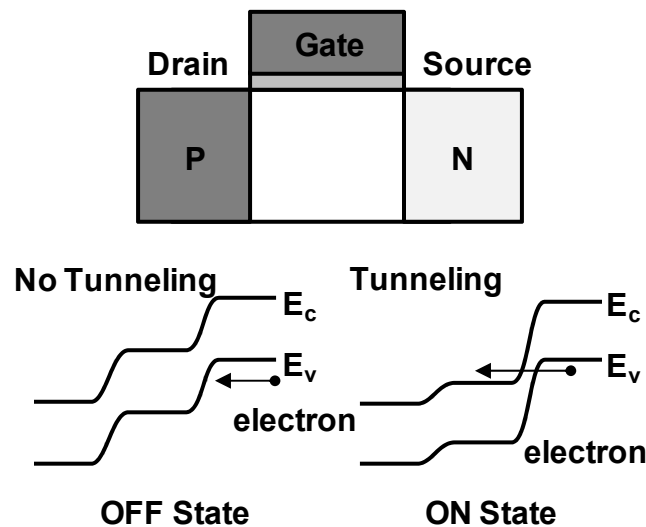 Gate
Drain
Source
P
N
No Tunneling
Tunneling
Ec
Ec
Ev
Ev
electron
electron
OFF State
ON State